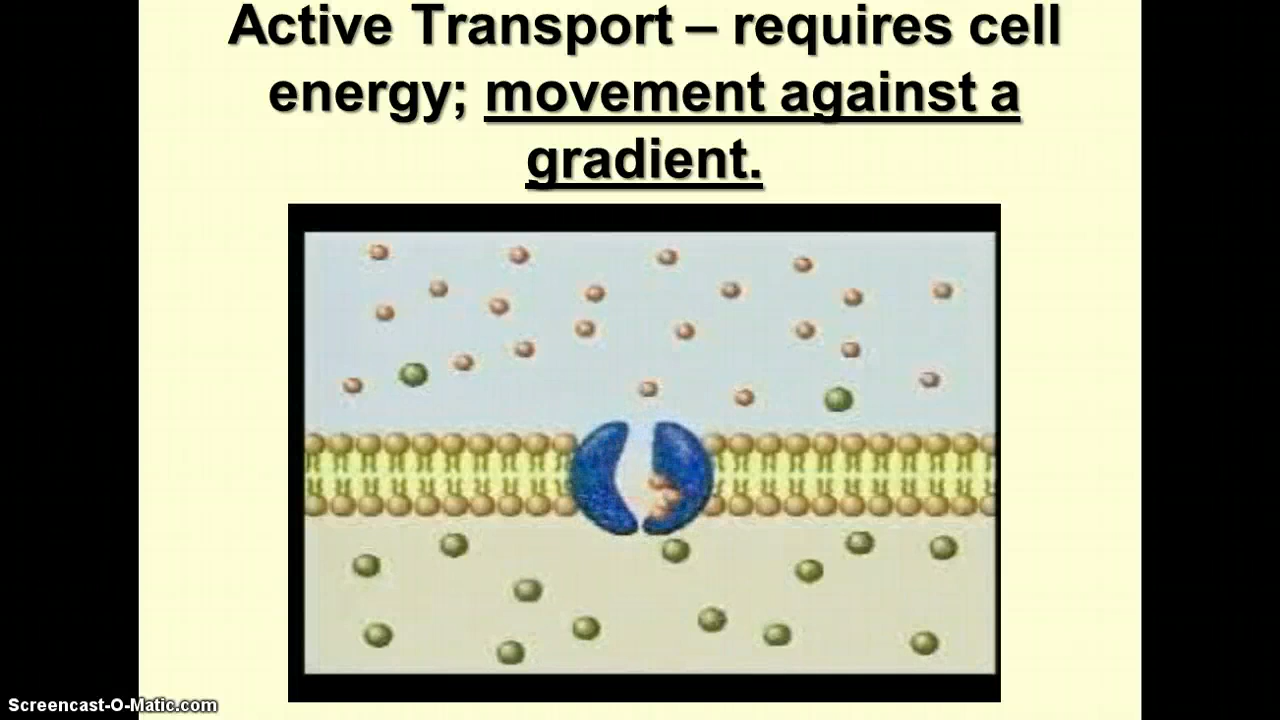 Active Transport – requires cell
energy; movement against a
gradient.
Screencast-O-Matic.com